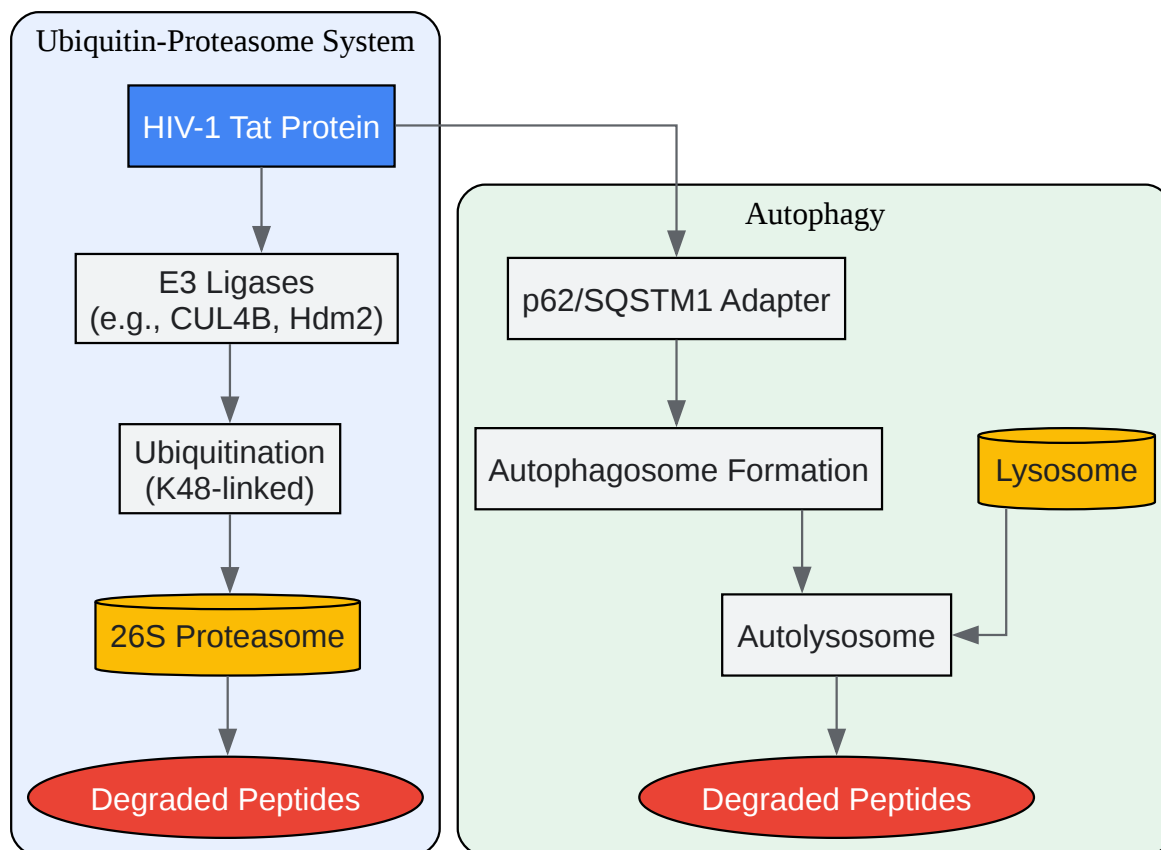 Ubiquitin-Proteasome System
HIV-1 Tat Protein
E3 Ligases
(e.g., CUL4B, Hdm2)
Ubiquitination
(K48-linked)
26S Proteasome
Degraded Peptides
Autophagy
p62/SQSTM1 Adapter
Autophagosome Formation
Lysosome
Autolysosome
Degraded Peptides